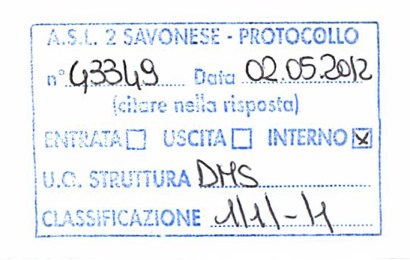 A.S.L. 2 SAVONESE - PROTOCOLLO
n° 43349 Data 02.05.2012
(citare nella risposta)
ENTRATA ☐ USCITA ☐ INTERNO ☒
U.O. STRUTTURA DMS
CLASSIFICAZIONE 1/1/-/1